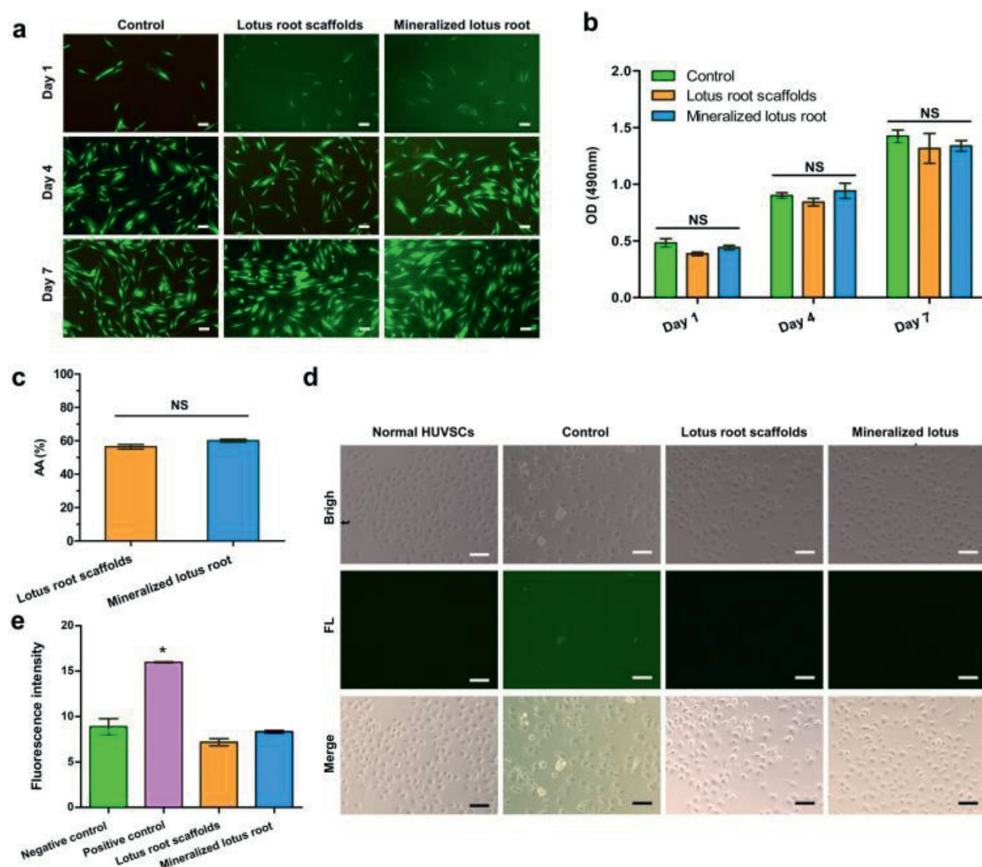 a
Control
Lotus root scaffolds
Mineralized lotus root
Day 1
Day 4
Day 7
b
OD (490nm)
2.0
1.5
1.0
0.5
0.0
Control
Lotus root scaffolds
Mineralized lotus root
NS
NS
NS
Day 1
Day 4
Day 7
c
AA (%)
100
80
60
40
20
0
NS
Lotus root scaffolds
Mineralized lotus root
d
Normal HUVSCs
Control
Lotus root scaffolds
Mineralized lotus
Brigh
t
FL
Merge
e
Fluorescence intensity
20
15
10
5
0
*
Negative control
Positive control
Lotus root scaffolds
Mineralized lotus root